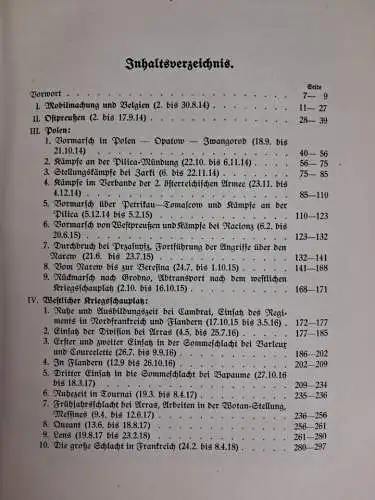 Inhaltsverzeichnis.
Seite
Vorwort 7— 9
I. Mobilmachung und Belgien (2. bis 30.8.14) 11— 27
II. Ostpreußen (2. bis 17.9.14) 28— 39
III. Polen:
1. Vormarsch in Polen – Opatow – Iwangorod (18.9. bis
21.10.14) 40— 56
2. Kämpfe an der Pilica-Mündung (22.10. bis 6.11.14) 56— 75
3. Stellungskämpfe bei Zarki (6. bis 22.11.14) 75— 85
4. Kämpfe im Verbande der 2. österreichischen Armee (23.11. bis
4.12.14) 85—110
5. Vormarsch über Petrikau–Tomascow und Kämpfe an der
Pilica (5.12.14 bis 5.2.15) 110—123
6. Vormarsch von Westpreußen und Kämpfe bei Racionz (6.2. bis
20.6.15) 123—132
7. Durchbruch bei Przasnysz, Fortführung der Angriffe über den
Narew (21.6. bis 23.7.15) 132—141
8. Vom Narew bis zur Beresina (24.7. bis 1.10.15) 141—168
9. Rückmarsch nach Grodno, Abtransport nach dem westlichen
Kriegsschauplatz (2.10. bis 16.10.15) 168—171
IV. Westlicher Kriegsschauplatz:
1. Ruhe und Ausbildungszeit bei Cambrai, Einsatz des Regi-
ments in Nordfrankreich und Flandern (17.10.15 bis 3.5.16) 172—177
2. Einsatz der Division bei Arras (4.5. bis 25.7.16) 177—185
3. Erster und zweiter Einsatz in der Sommeschlacht bei Barleux
und Courcelette (26.7. bis 9.9.16) 186—202
4. In Flandern (12.9 bis 26.10.16) 202—209
5. Dritter Einsatz in die Sommeschlacht bei Bapaume (27.10.16
bis 18.3.17) 209—234
6. Ruhezeit in Tournai (19.3. bis 8.4.17) 235—236
7. Frühjahrsschlacht bei Arras, Arbeiten in der Wotan-Stellung,
Messines (9.4. bis 12.6.17) 236—256
8. Queant (13.6. bis 18.8.17) 256—261
9. Lens (19.8.17 bis 23.2.18) 261—280
10. Die große Schlacht in Frankreich (24.2. bis 8.4.18) 280—297